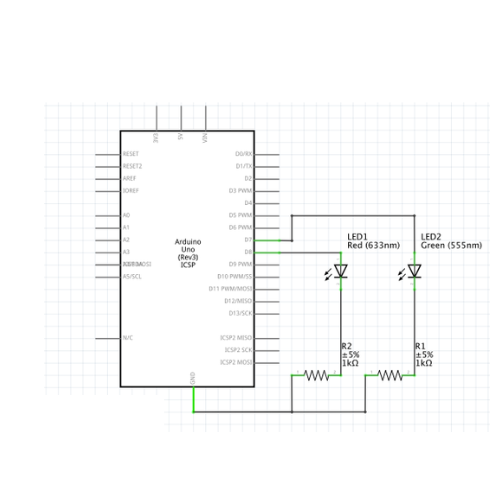 3V3
5V
VIN
RESET
RESET2
AREF
IOREF
A0
A1
A2
A3
A5/SCL
N/C
GND
Arduino
Uno
(Rev3)
ICSP
D0/RX
D1/TX
D2
D3 PWM
D4
D5 PWM
D6 PWM
D7
D8
D9 PWM
D10 PWM/SS
D11 PWM/MOSI
D12/MISO
D13/SCK
ICSP2 MISO
ICSP2 SCK
ICSP2 MOSI
LED1
Red (633nm)
LED2
Green (555nm)
R2
±5%
1kΩ
R1
±5%
1kΩ